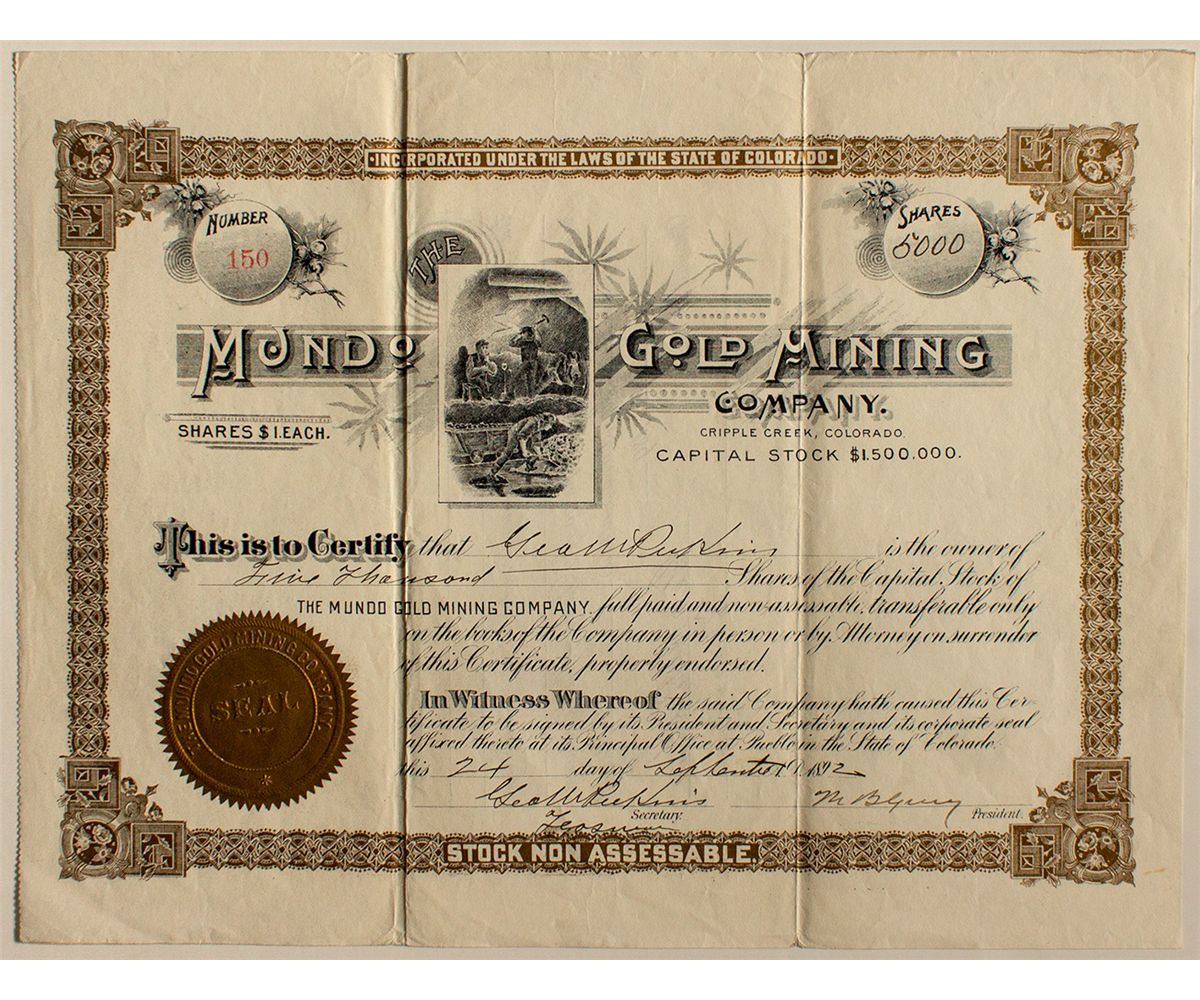 INCORPORATED UNDER THE LAWS OF THE STATE OF COLORADO
NUMBER
150
SHARES
5000
THE
MUNDO GOLD MINING
COMPANY.
SHARES $1.EACH.
CRIPPLE CREEK, COLORADO.
CAPITAL STOCK $1.500.000.
This is to Certify that Geo W Perkins is the owner of
Five Thousand Shares of the Capital Stock of
THE MUNDO GOLD MINING COMPANY. full paid and non-assessable, transferable only
on the books of the Company in person or by Attorney on surrender
of this Certificate, properly endorsed.
THE MUNDO GOLD MINING COMPANY
SEAL
In Witness Whereof the said Company hath caused this Cer-
tificate to be signed by its President and Secretary and its corporate seal
affixed thereto at its Principal Office at Pueblo in the State of Colorado.
this 24 day of September A.D. 1892
Geo W Perkins
Secretary.
President.
STOCK NON ASSESSABLE.